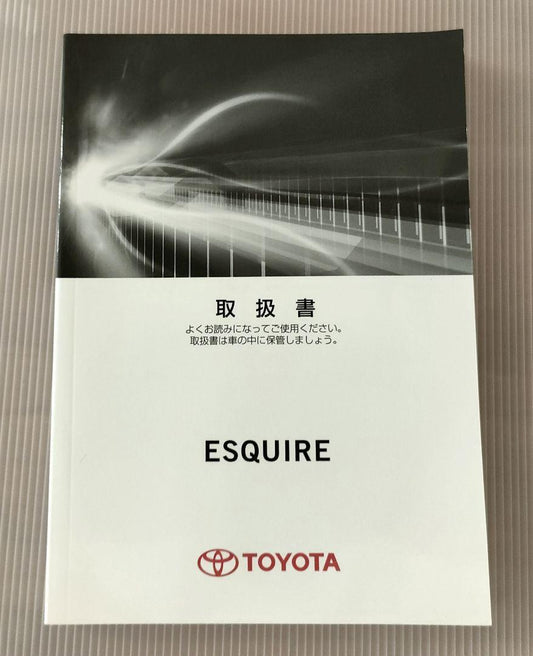 取扱書
よくお読みになってご使用ください。
取扱書は車の中に保管しましょう。
ESQUIRE
TOYOTA